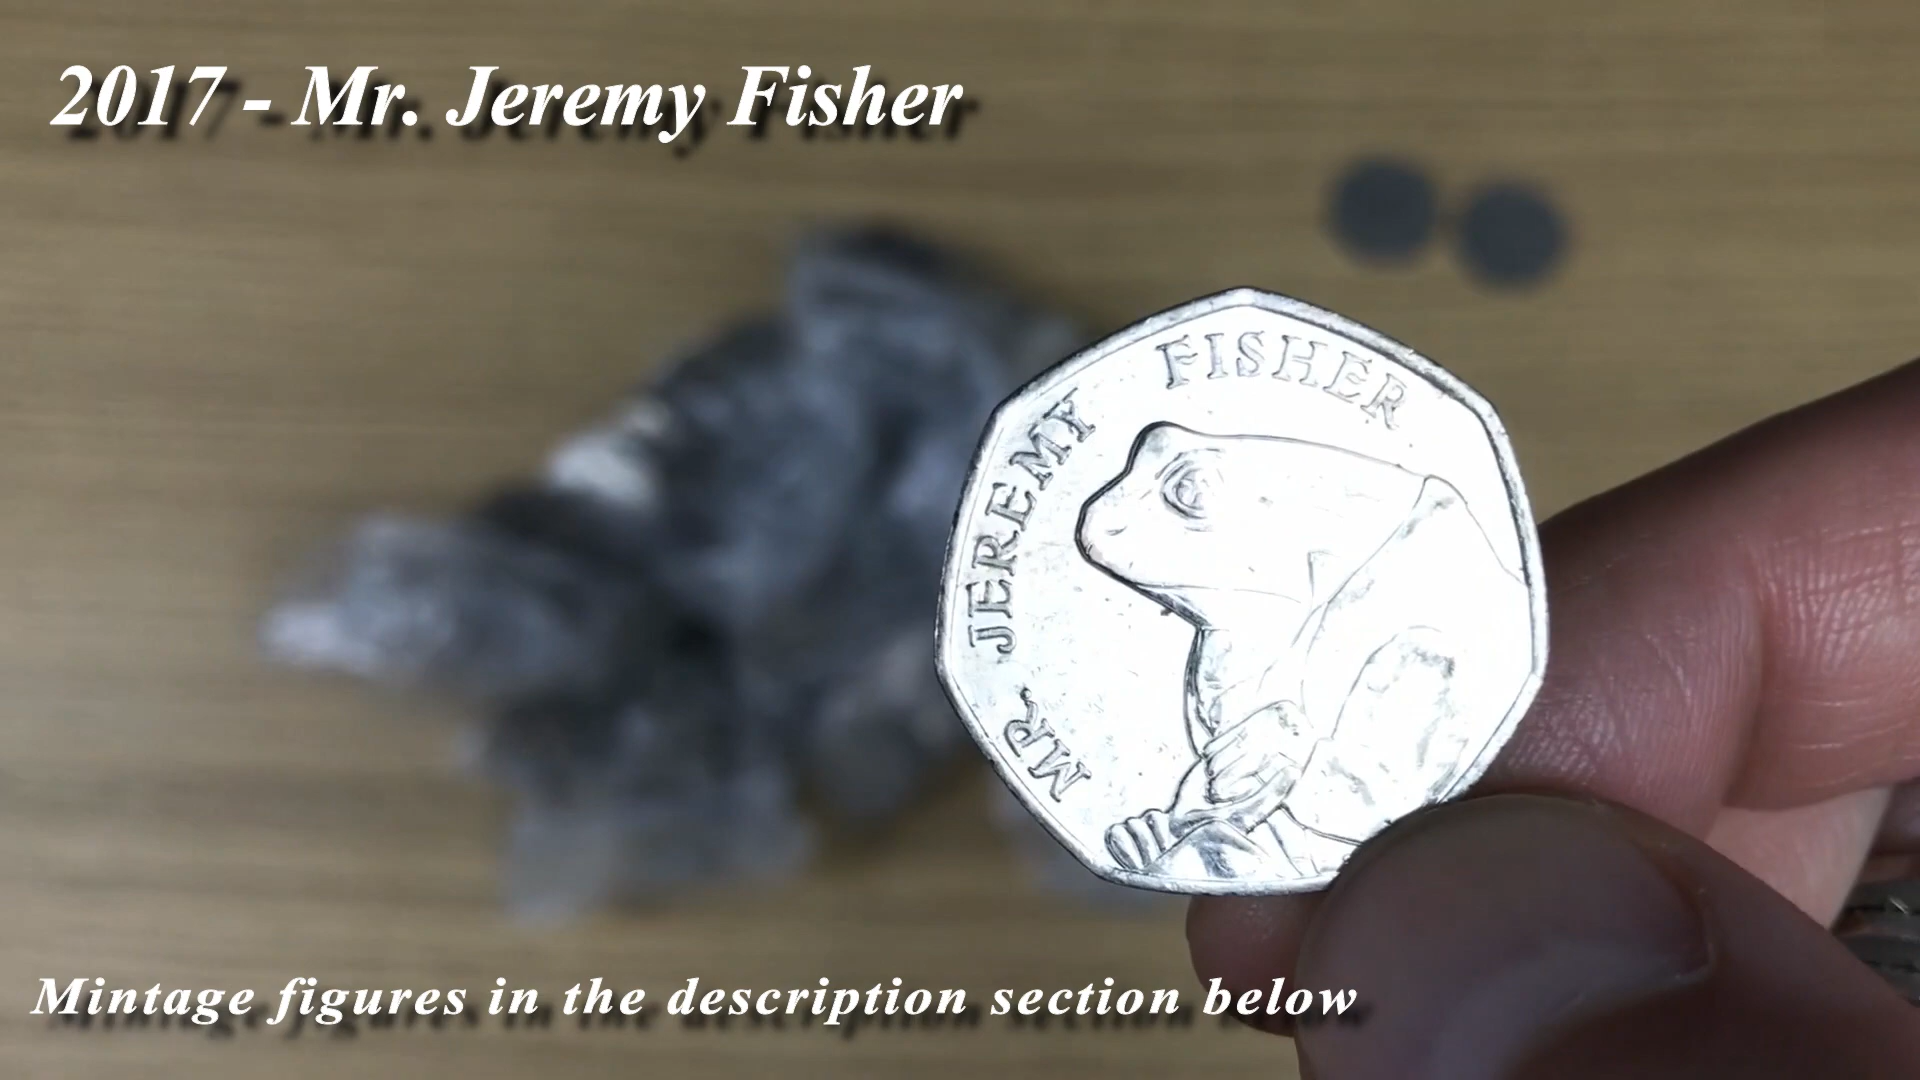 2017 - Mr. Jeremy Fisher
MR. JEREMY FISHER
Mintage figures in the description section below